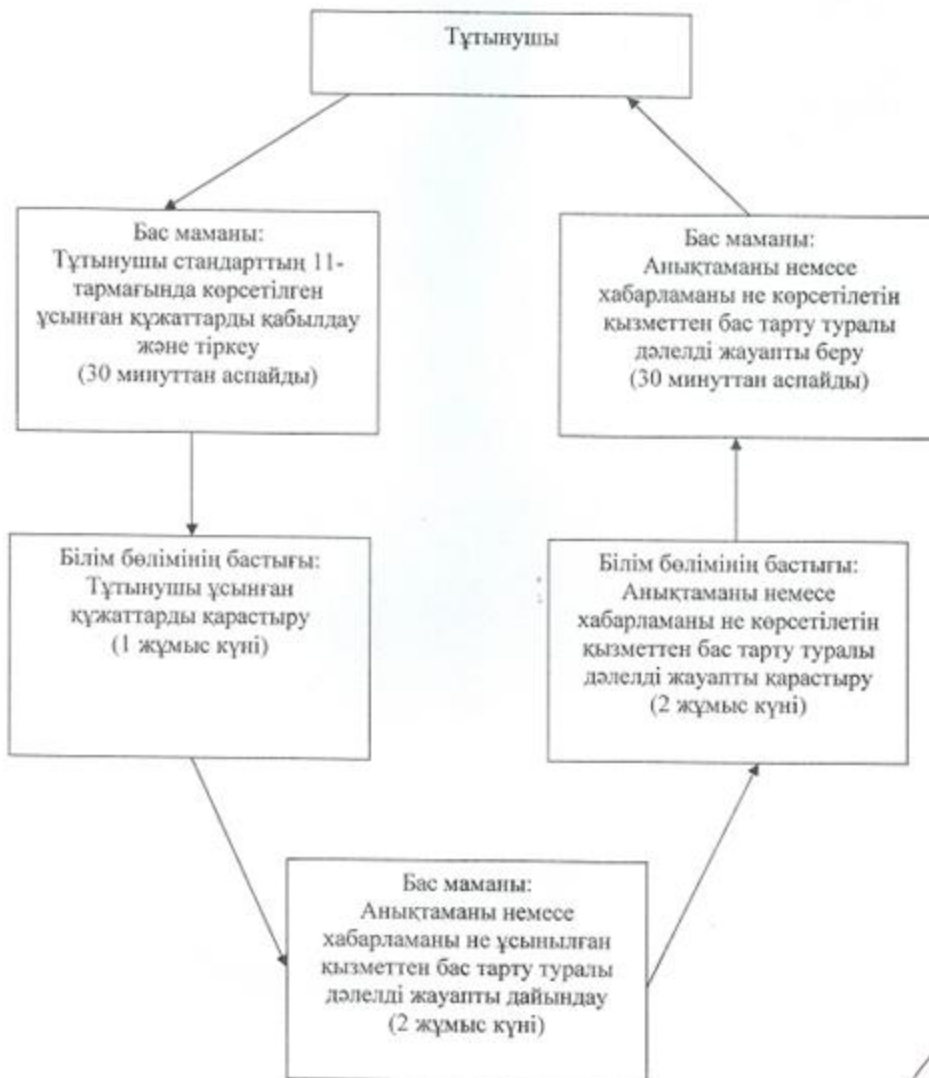 Тұтынушы
Бас маманы:
Тұтынушы стандарттың 11-
тармағында көрсетілген
ұсынған құжаттарды қабылдау
және тіркеу
(30 минуттан аспайды)
Бас маманы:
Анықтаманы немесе
хабарламаны не көрсетілетін
қызметтен бас тарту туралы
дәлелді жауапты беру
(30 минуттан аспайды)
Білім бөлімінің бастығы:
Тұтынушы ұсынған
құжаттарды қарастыру
(1 жұмыс күні)
Білім бөлімінің бастығы:
Анықтаманы немесе
хабарламаны не көрсетілетін
қызметтен бас тарту туралы
дәлелді жауапты қарастыру
(2 жұмыс күні)
Бас маманы:
Анықтаманы немесе
хабарламаны не ұсынылған
қызметтен бас тарту туралы
дәлелді жауапты дайындау
(2 жұмыс күні)